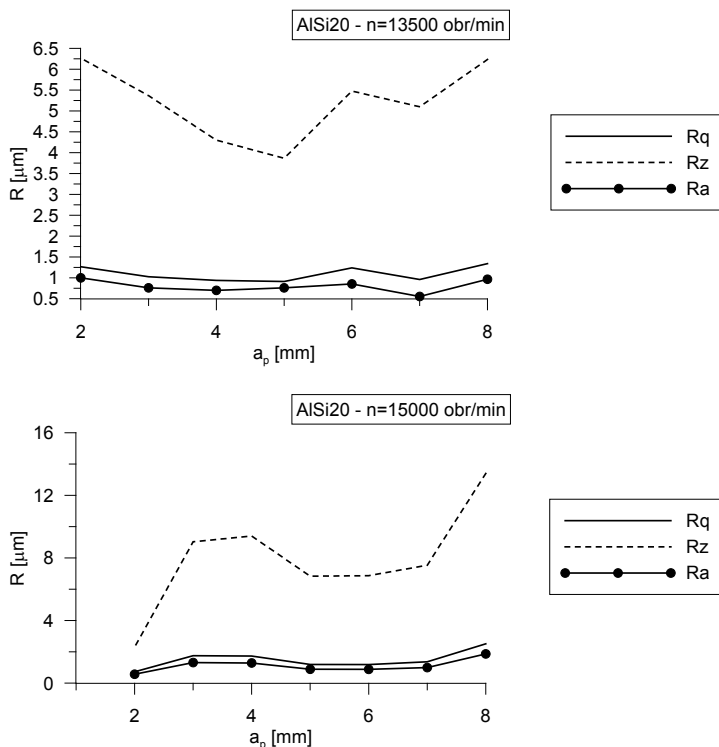 AlSi20 - n=13500 obr/min
6.5
6
5.5
5
4.5
4
3.5
3
2.5
2
1.5
1
0.5
R [μm]
2 4 6 8
a_p [mm]
Rq
Rz
Ra
AlSi20 - n=15000 obr/min
16
12
8
4
0
R [μm]
2 4 6 8
a_p [mm]
Rq
Rz
Ra